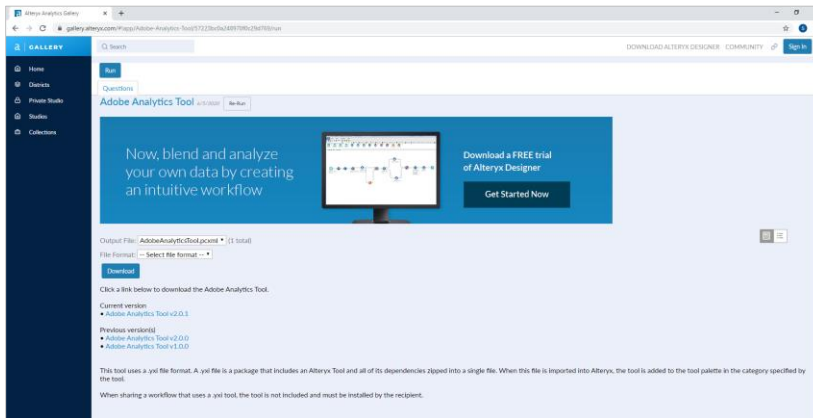 Alteryx Analytics Gallery
gallery.alteryx.com/#!app/Adobe-Analytics-Tool/
a GALLERY
Search
DOWNLOAD ALTERYX DESIGNER COMMUNITY
Sign In
Home
Districts
Private Studio
Studios
Collections
Run
Questions
Adobe Analytics Tool
Re-Run
Now, blend and analyze
your own data by creating
an intuitive workflow
Download a FREE trial
of Alteryx Designer
Get Started Now
Output File: AdobeAnalyticsTool.pcxml (1 total)
File Format: -- Select file format --
Download
Click a link below to download the Adobe Analytics Tool.
Current version
• Adobe Analytics Tool v2.0.1
Previous version(s)
• Adobe Analytics Tool v2.0.0
• Adobe Analytics Tool v1.0.0
This tool uses a .yxi file format. A .yxi file is a package that includes an Alteryx Tool and all of its dependencies zipped into a single file. When this file is imported into Alteryx, the tool is added to the tool palette in the category specified by
the tool.
When sharing a workflow that uses a .yxi tool, the tool is not included and must be installed by the recipient.